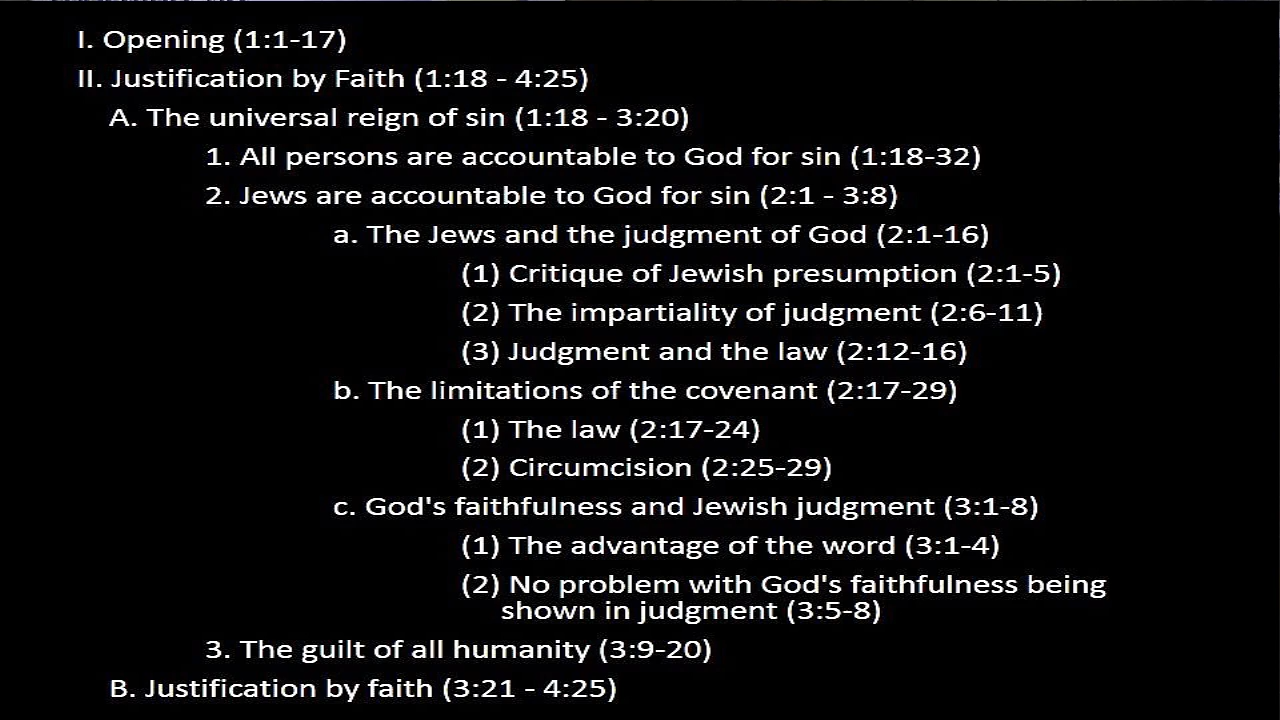 I. Opening (1:1-17)
II. Justification by Faith (1:18 - 4:25)
A. The universal reign of sin (1:18 - 3:20)
1. All persons are accountable to God for sin (1:18-32)
2. Jews are accountable to God for sin (2:1 - 3:8)
a. The Jews and the judgment of God (2:1-16)
(1) Critique of Jewish presumption (2:1-5)
(2) The impartiality of judgment (2:6-11)
(3) Judgment and the law (2:12-16)
b. The limitations of the covenant (2:17-29)
(1) The law (2:17-24)
(2) Circumcision (2:25-29)
c. God's faithfulness and Jewish judgment (3:1-8)
(1) The advantage of the word (3:1-4)
(2) No problem with God's faithfulness being
shown in judgment (3:5-8)
3. The guilt of all humanity (3:9-20)
B. Justification by faith (3:21 - 4:25)